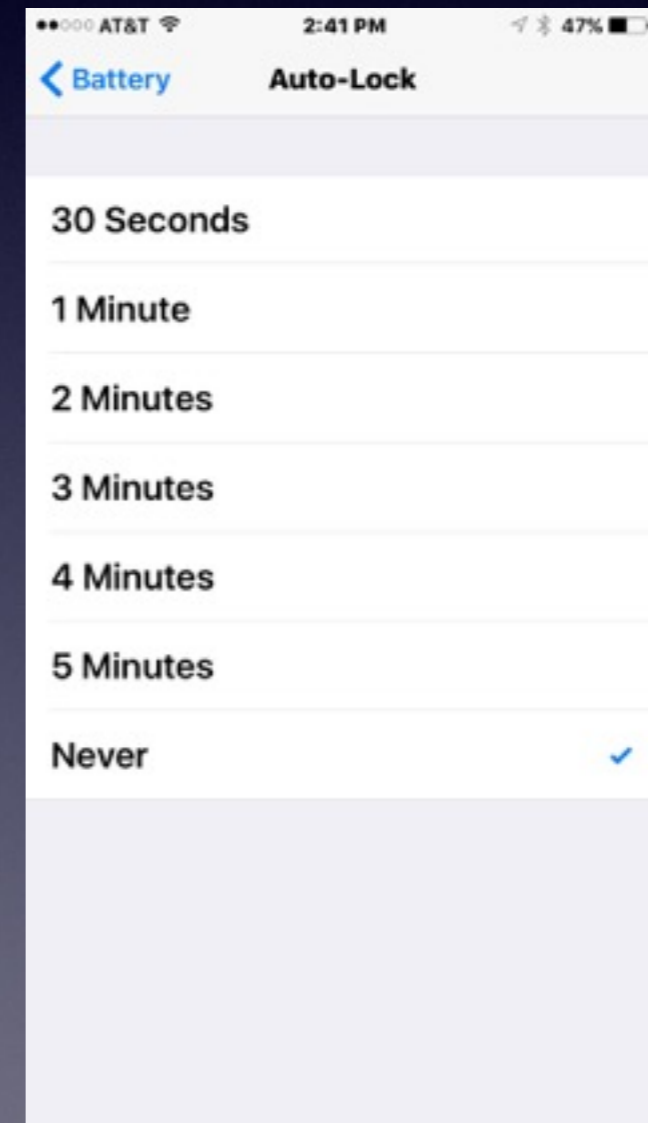 AT&T 2:41 PM 47%
Battery Auto-Lock
30 Seconds
1 Minute
2 Minutes
3 Minutes
4 Minutes
5 Minutes
Never